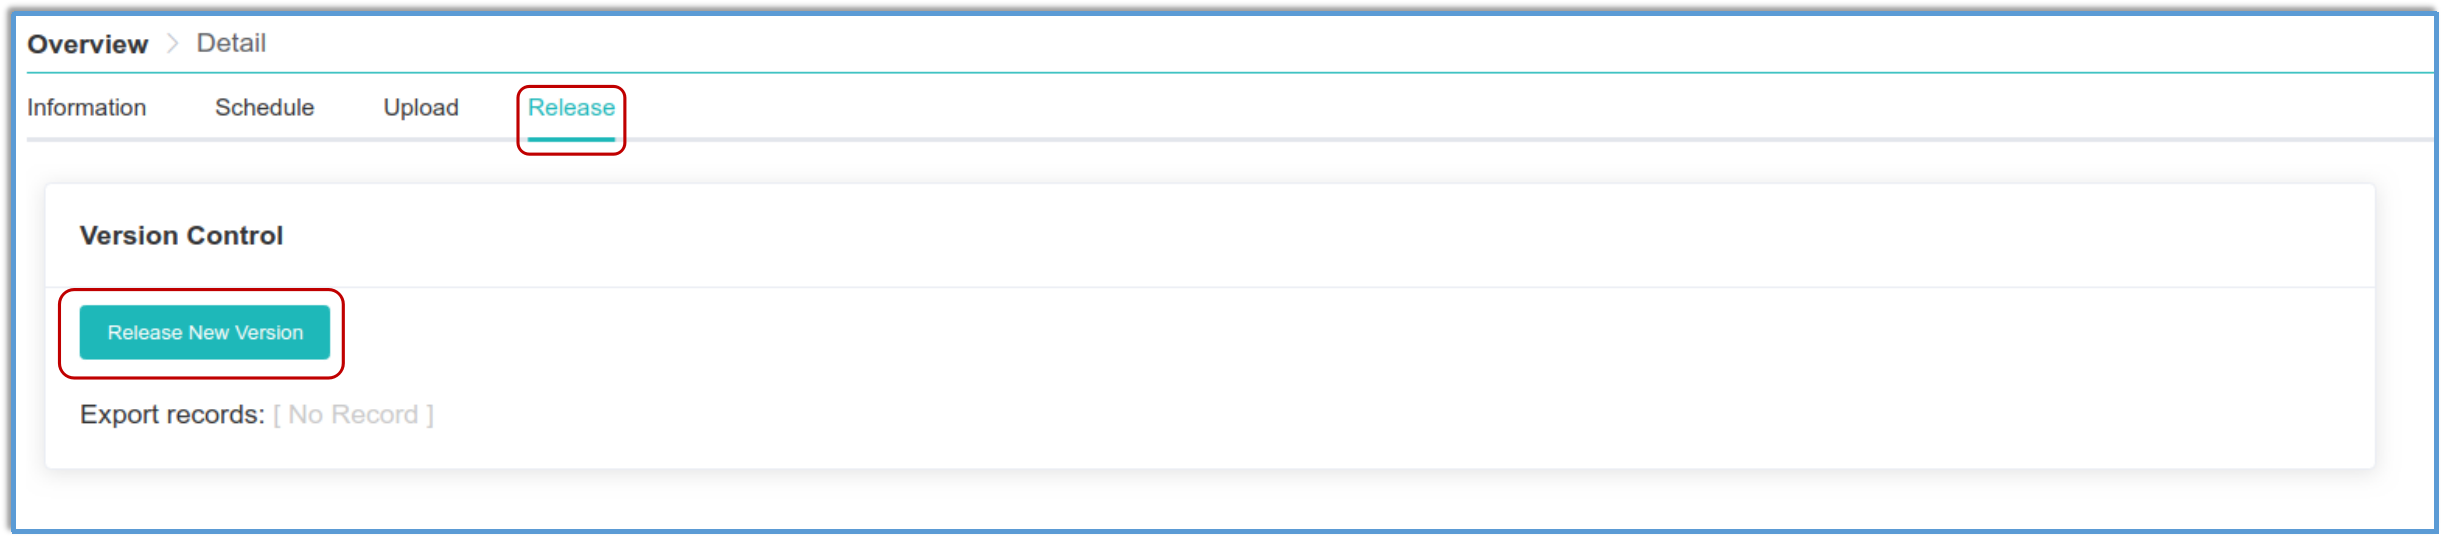 Overview > Detail
Information Schedule Upload Release
Version Control
Release New Version
Export records: [ No Record ]